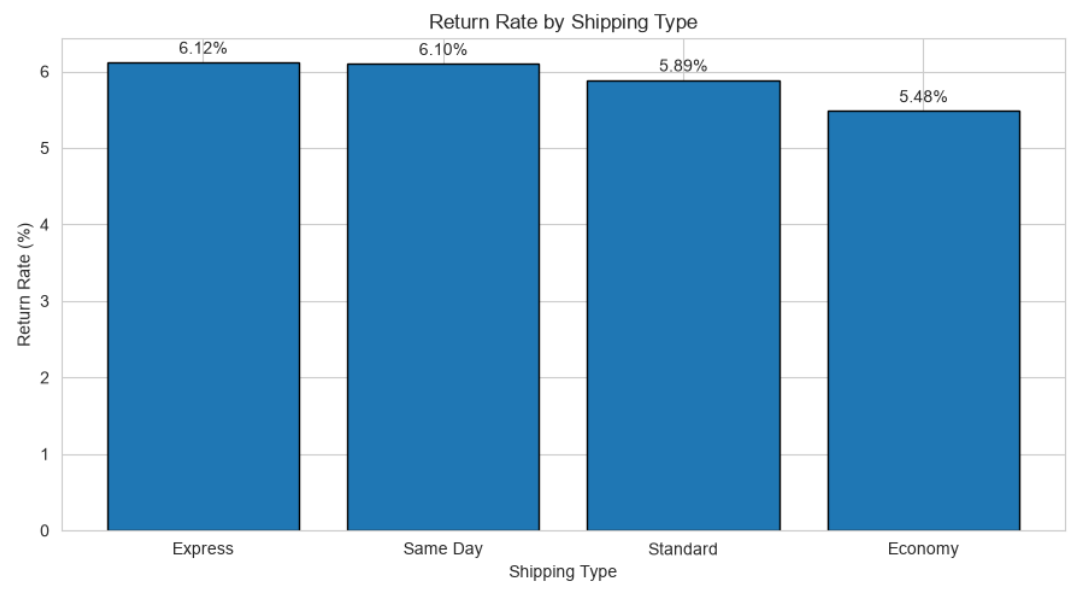 Return Rate by Shipping Type
6.12%
6.10%
5.89%
5.48%
6
5
4
3
2
1
0
Return Rate (%)
Express
Same Day
Standard
Economy
Shipping Type